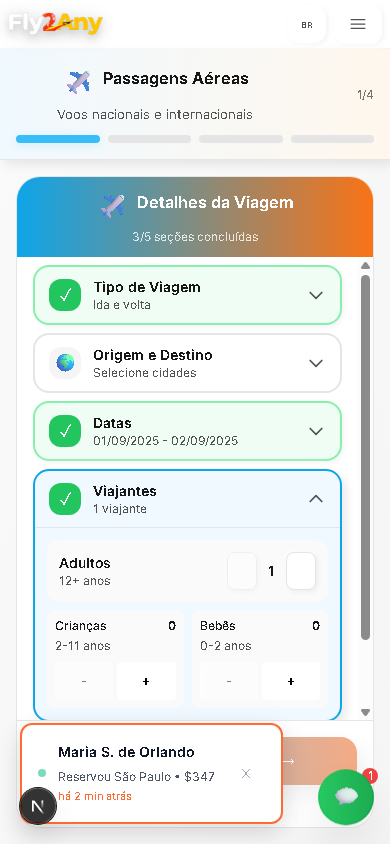 Fly2Any
BR
Passagens Aéreas
Voos nacionais e internacionais
1/4
Detalhes da Viagem
3/5 seções concluídas
Tipo de Viagem
Ida e volta
Origem e Destino
Selecione cidades
Datas
01/09/2025 - 02/09/2025
Viajantes
1 viajante
Adultos
12+ anos
1
Crianças 0
2-11 anos
- +
Bebês 0
0-2 anos
- +
Maria S. de Orlando
Reservou São Paulo • $347
há 2 min atrás
→
N
1